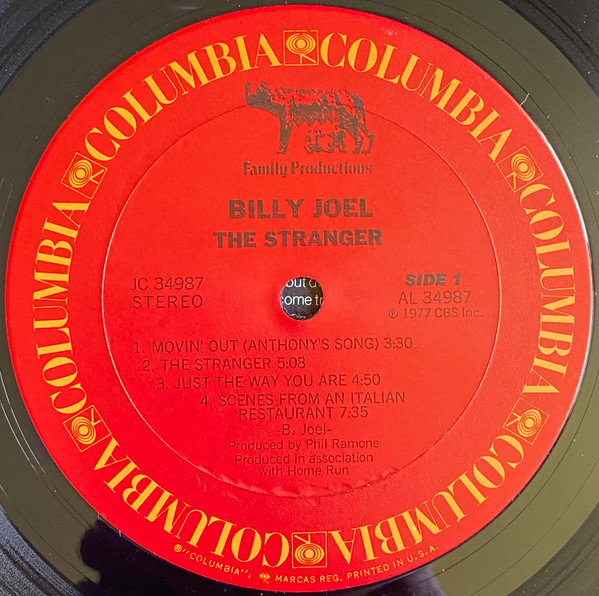 COLUMBIA COLUMBIA COLUMBIA COLUMBIA COLUMBIA COLUMBIA
Family Productions
BILLY JOEL
THE STRANGER
JC 34987
STEREO
out
come tr
SIDE 1
AL 34987
℗ 1977 CBS Inc.
1. MOVIN' OUT (ANTHONY'S SONG) 3:30
2. THE STRANGER 5:08
3. JUST THE WAY YOU ARE 4:50
4. SCENES FROM AN ITALIAN
RESTAURANT 7:35
-B. Joel-
Produced by Phil Ramone
Produced in association
with Home Run
®"COLUMBIA", MARCAS REG. PRINTED IN U.S.A.